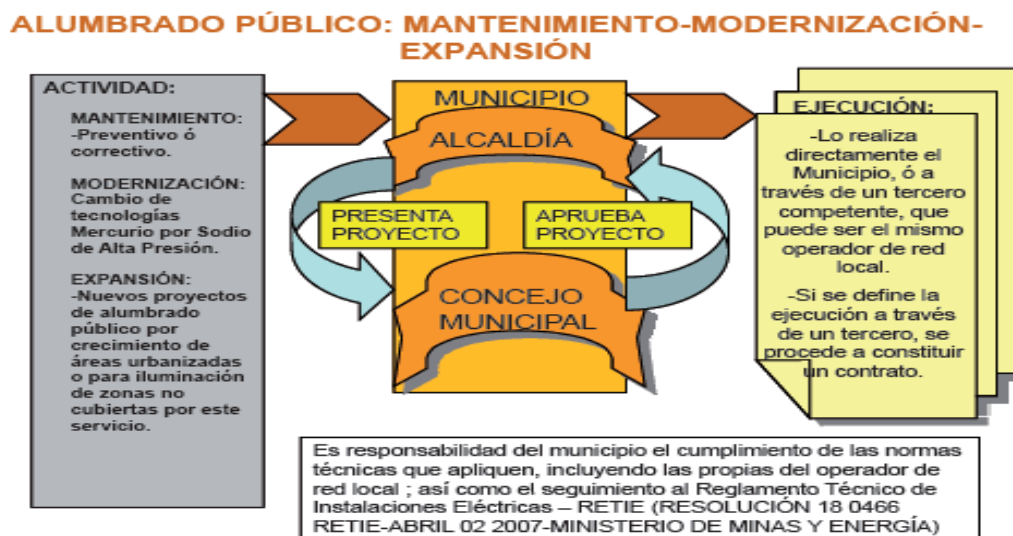 ALUMBRADO PÚBLICO: MANTENIMIENTO-MODERNIZACIÓN-
EXPANSIÓN
ACTIVIDAD:
MANTENIMIENTO:
-Preventivo ó
correctivo.
MODERNIZACIÓN:
Cambio de
tecnologías
Mercurio por Sodio
de Alta Presión.
EXPANSIÓN:
-Nuevos proyectos
de alumbrado
público por
crecimiento de
áreas urbanizadas
o para iluminación
de zonas no
cubiertas por este
servicio.
MUNICIPIO
ALCALDÍA
PRESENTA
PROYECTO
APRUEBA
PROYECTO
CONCEJO
MUNICIPAL
EJECUCIÓN:
-Lo realiza
directamente el
Municipio, ó a
través de un tercero
competente, que
puede ser el mismo
operador de red
local.
-Si se define la
ejecución a través
de un tercero, se
procede a constituir
un contrato.
Es responsabilidad del municipio el cumplimiento de las normas
técnicas que apliquen, incluyendo las propias del operador de
red local ; así como el seguimiento al Reglamento Técnico de
Instalaciones Eléctricas – RETIE (RESOLUCIÓN 18 0466
RETIE-ABRIL 02 2007-MINISTERIO DE MINAS Y ENERGÍA)